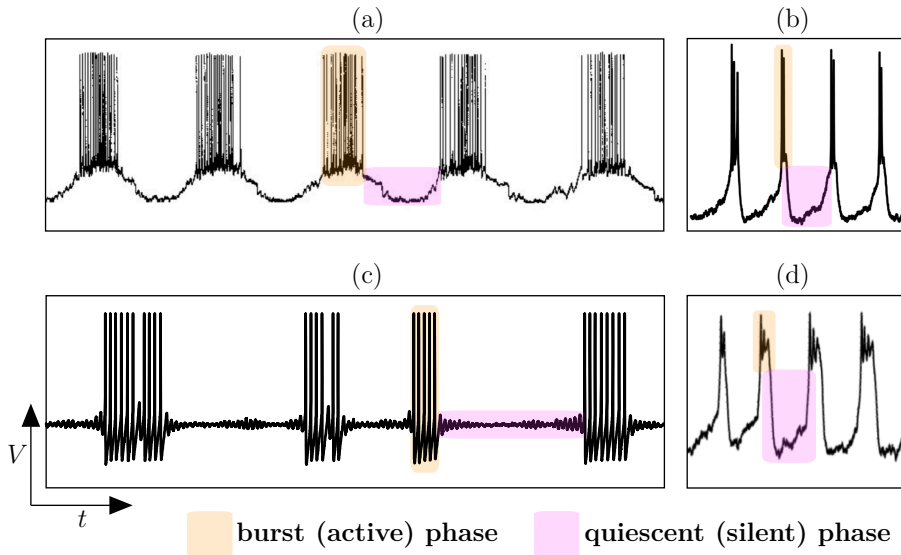 (a)
(b)
(c)
(d)
V
t
burst (active) phase
quiescent (silent) phase